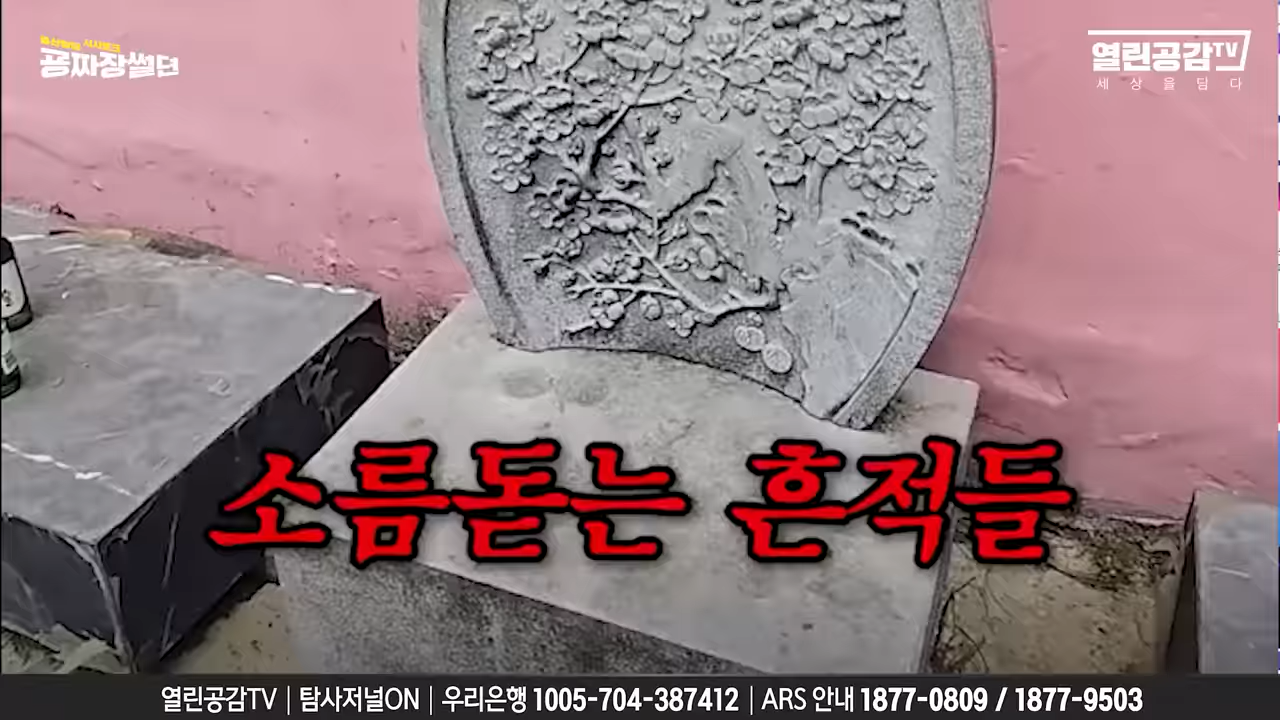 공짜장썰뎐
열린공감TV
세상을담다
소름돋는 흔적들
열린공감TV | 탐사저널ON | 우리은행 1005-704-387412 | ARS 안내 1877-0809 / 1877-9503